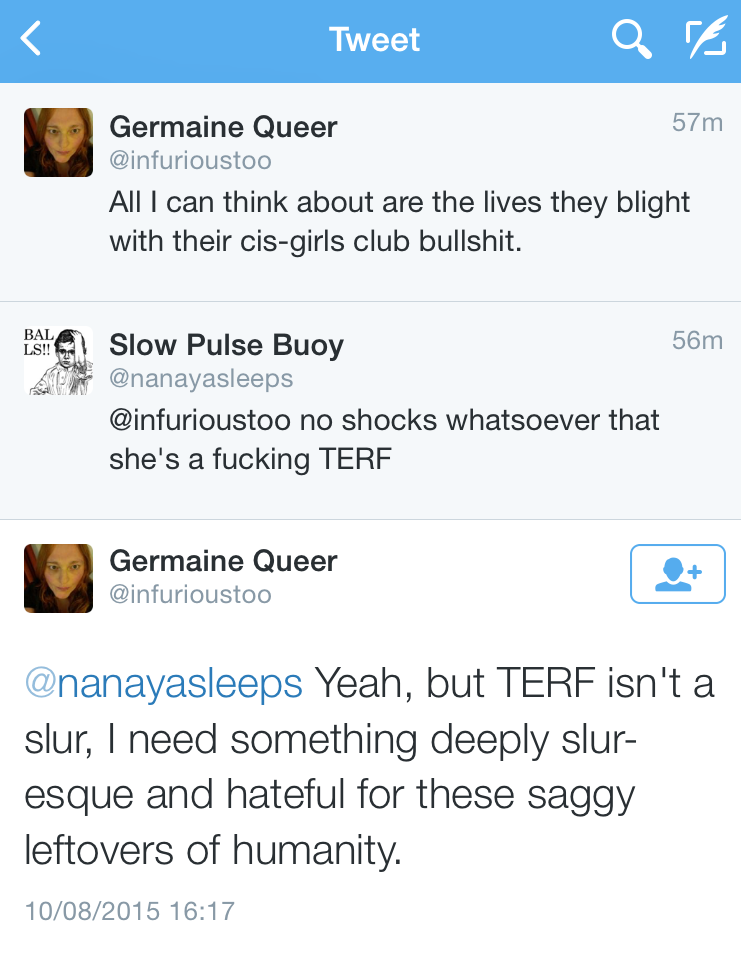 Tweet
Germaine Queer
57m
@infurioustoo
All I can think about are the lives they blight
with their cis-girls club bullshit.
BAL
LS!!
Slow Pulse Buoy
56m
@nanayasleeps
@infurioustoo no shocks whatsoever that
she's a fucking TERF
Germaine Queer
@infurioustoo
@nanayasleeps Yeah, but TERF isn't a
slur, I need something deeply slur-
esque and hateful for these saggy
leftovers of humanity.
10/08/2015 16:17